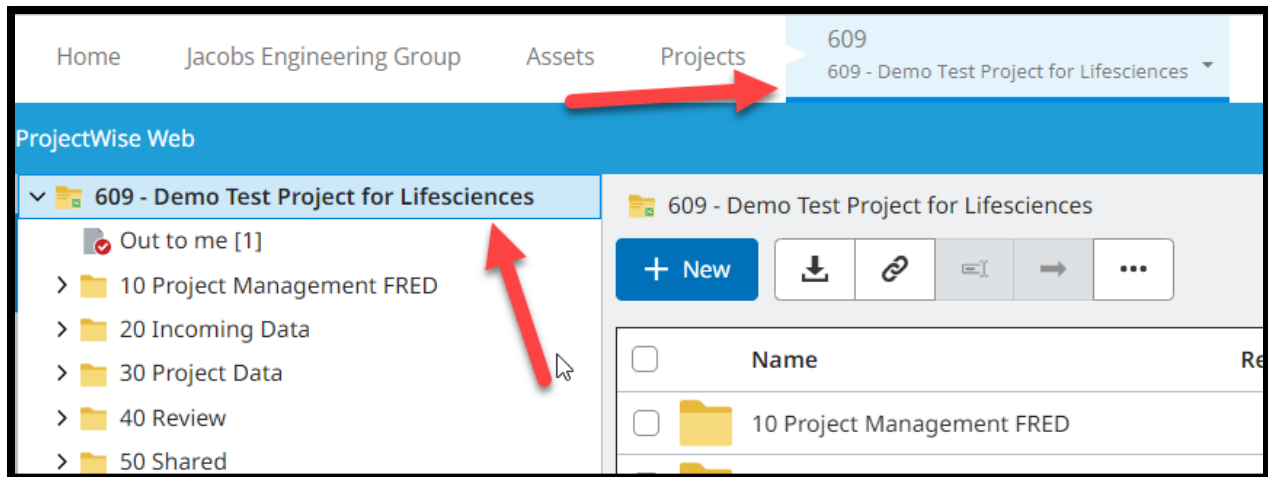 Home
Jacobs Engineering Group
Assets
Projects
609
609 - Demo Test Project for Lifesciences
ProjectWise Web
609 - Demo Test Project for Lifesciences
Out to me [1]
10 Project Management FRED
20 Incoming Data
30 Project Data
40 Review
50 Shared
609 - Demo Test Project for Lifesciences
+ New
Name
Re
10 Project Management FRED